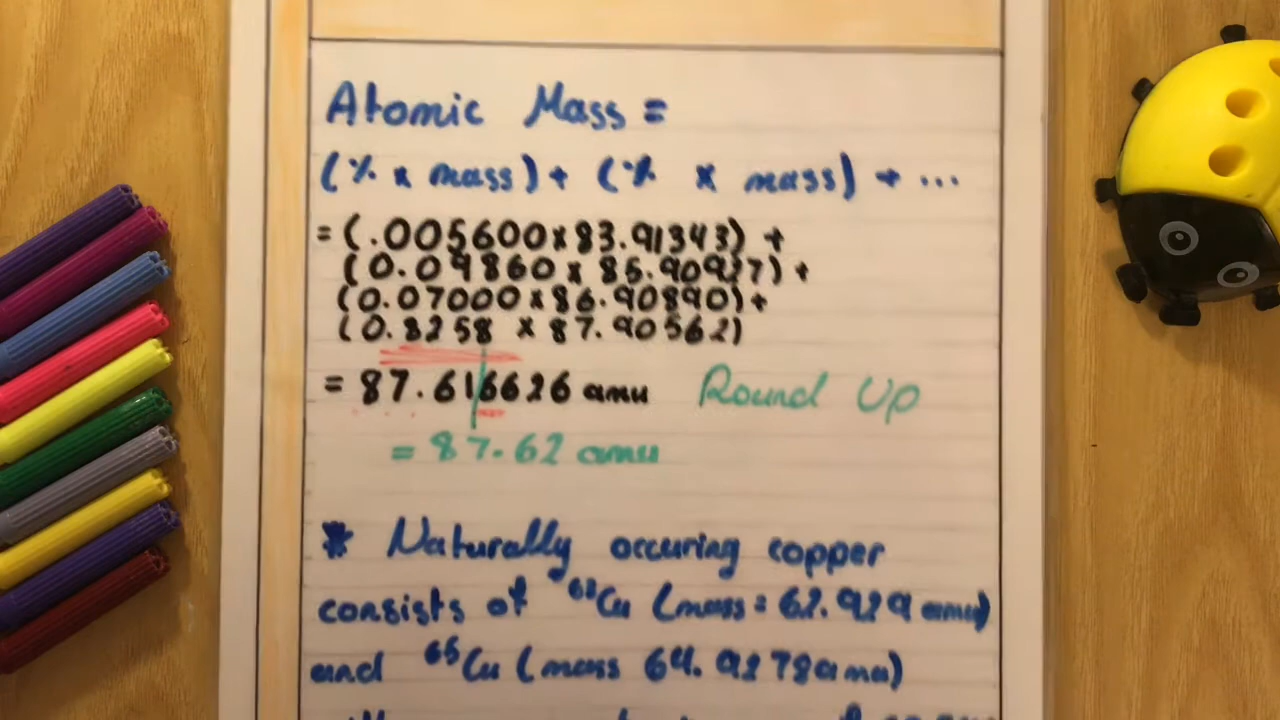 Atomic Mass =
(% x mass) + (% x mass) + ...
= (.005600 x 83.91343) +
(0.09860 x 85.90927) +
(0.07000 x 86.90890) +
(0.8258 x 87.90562)
= 87.616626 amu Round Up
= 87.62 amu
* Naturally occuring copper
consists of ⁶³Cu (mass = 62.929 amu)
and ⁶⁵Cu (mass 64.9278 amu)